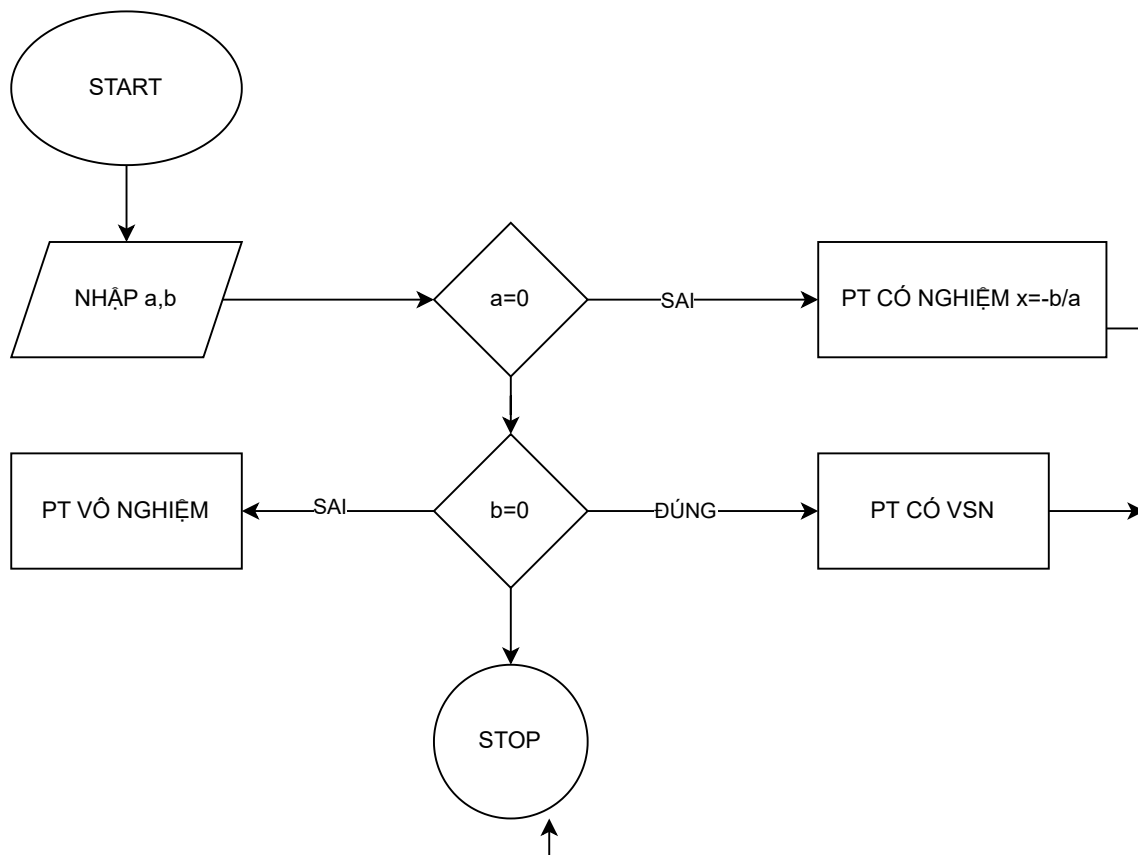 START
NHẬP a,b
a=0
SAI
PT CÓ NGHIỆM x=-b/a
PT VÔ NGHIỆM
SAI
b=0
ĐÚNG
PT CÓ VSN
STOP